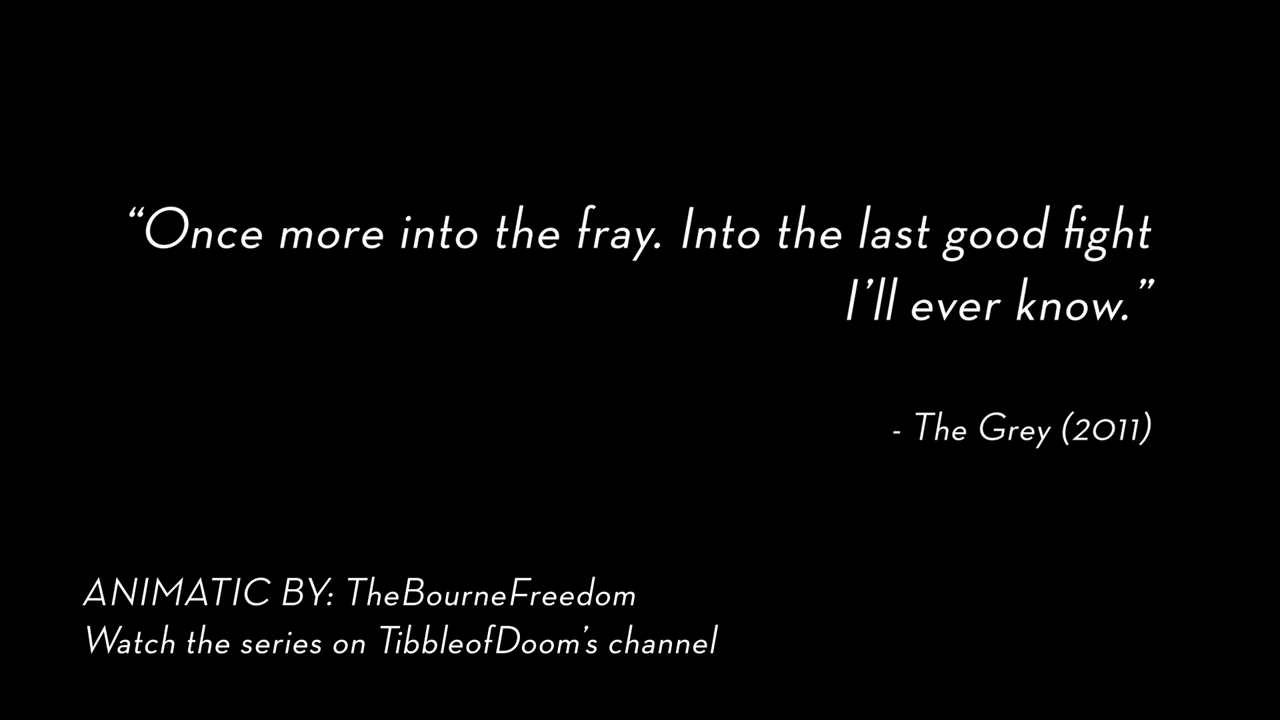 “Once more into the fray. Into the last good fight
I’ll ever know.”
- The Grey (2011)
ANIMATIC BY: TheBourneFreedom
Watch the series on TibbleofDoom’s channel